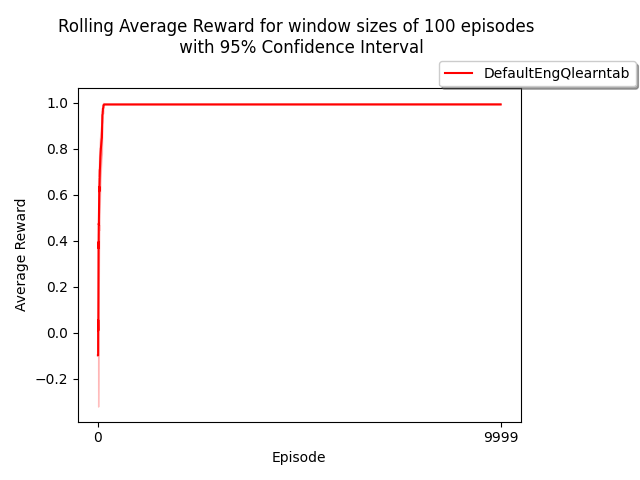 Rolling Average Reward for window sizes of 100 episodes
with 95% Confidence Interval
DefaultEngQlearntab
1.0
0.8
0.6
0.4
0.2
0.0
−0.2
Average Reward
0
9999
Episode